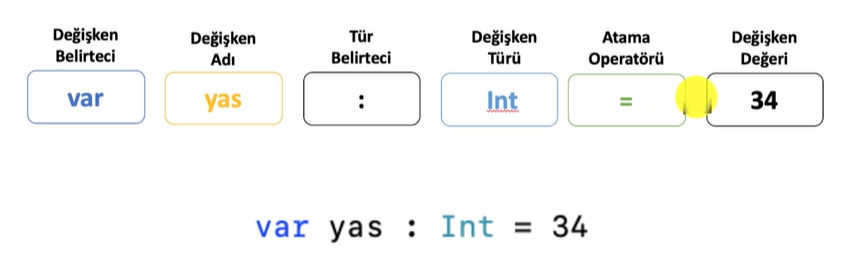 Değişken Belirteci
Değişken Adı
Tür Belirteci
Değişken Türü
Atama Operatörü
Değişken Değeri
var
yas
:
Int
=
34
var yas : Int = 34